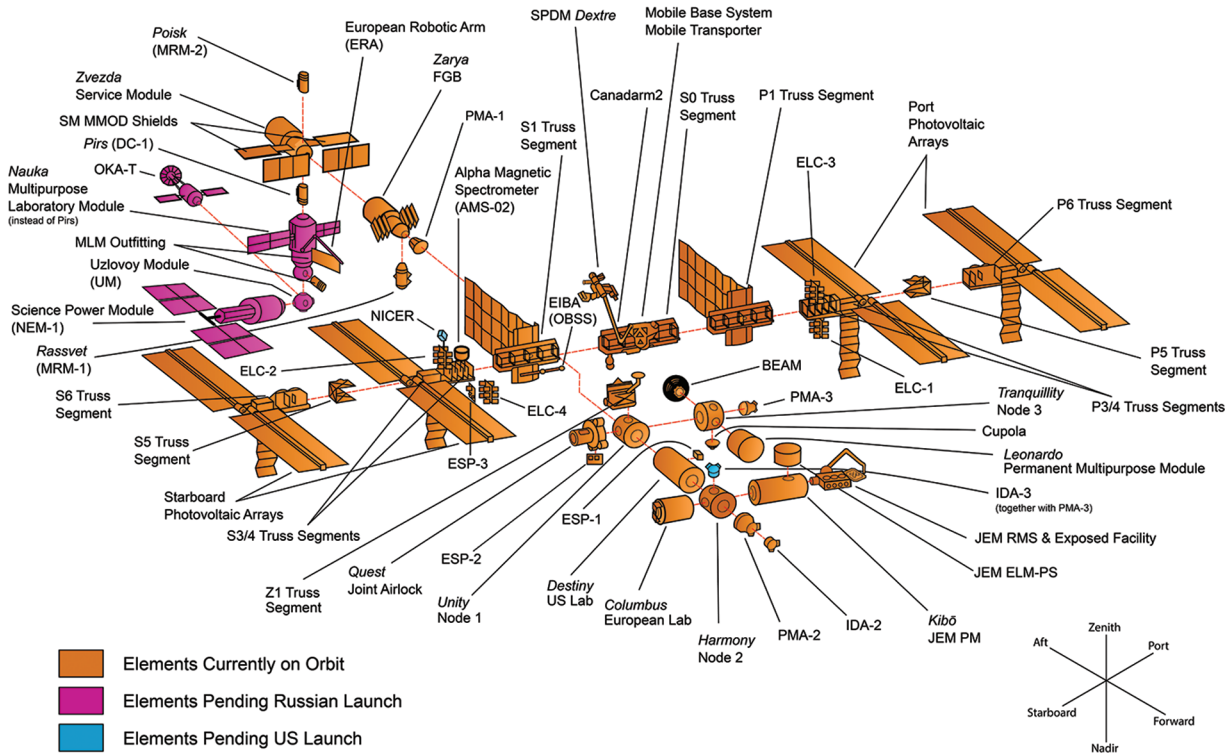 Poisk
(MRM-2)
European Robotic Arm
(ERA)
Zarya
FGB
SPDM Dextre
Mobile Base System
Mobile Transporter
Zvezda
Service Module
SM MMOD Shields
Pirs (DC-1)
OKA-T
PMA-1
Canadarm2
S0 Truss
Segment
P1 Truss Segment
S1 Truss
Segment
Port
Photovoltaic
Arrays
ELC-3
Nauka
Multipurpose
Laboratory Module
(instead of Pirs)
Alpha Magnetic
Spectrometer
(AMS-02)
P6 Truss Segment
MLM Outfitting
Uzlovoy Module
(UM)
Science Power Module
(NEM-1)
Rassvet
(MRM-1)
NICER
EIBA
(OBSS)
ELC-2
BEAM
ELC-1
P5 Truss
Segment
S6 Truss
Segment
ELC-4
PMA-3
Tranquillity
Node 3
P3/4 Truss Segments
Cupola
S5 Truss
Segment
ESP-3
Leonardo
Permanent Multipurpose Module
Starboard
Photovoltaic Arrays
IDA-3
(together with PMA-3)
S3/4 Truss Segments
ESP-1
JEM RMS & Exposed Facility
ESP-2
JEM ELM-PS
Z1 Truss
Segment
Quest
Joint Airlock
Unity
Node 1
Destiny
US Lab
Columbus
European Lab
Harmony
Node 2
PMA-2
IDA-2
Kibō
JEM PM
Elements Currently on Orbit
Elements Pending Russian Launch
Elements Pending US Launch
Zenith
Aft
Port
Starboard
Forward
Nadir